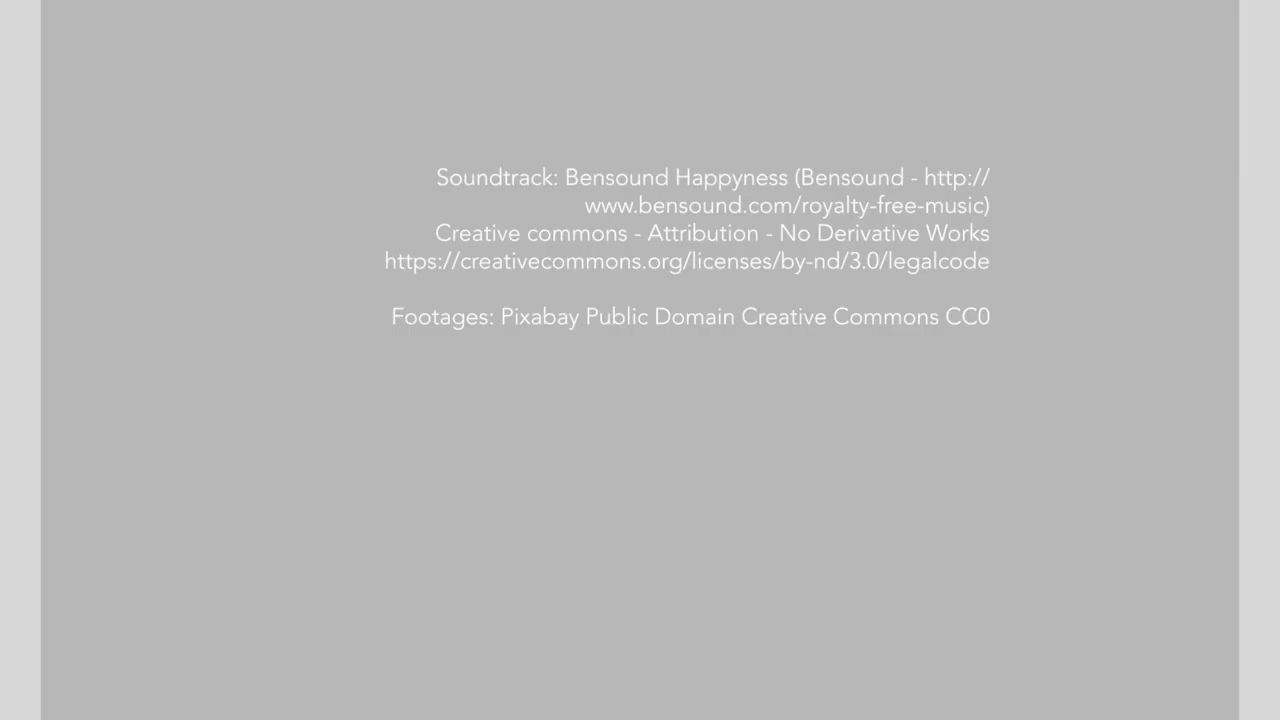 Soundtrack: Bensound Happyness (Bensound - http://
www.bensound.com/royalty-free-music)
Creative commons - Attribution - No Derivative Works
https://creativecommons.org/licenses/by-nd/3.0/legalcode
Footages: Pixabay Public Domain Creative Commons CC0